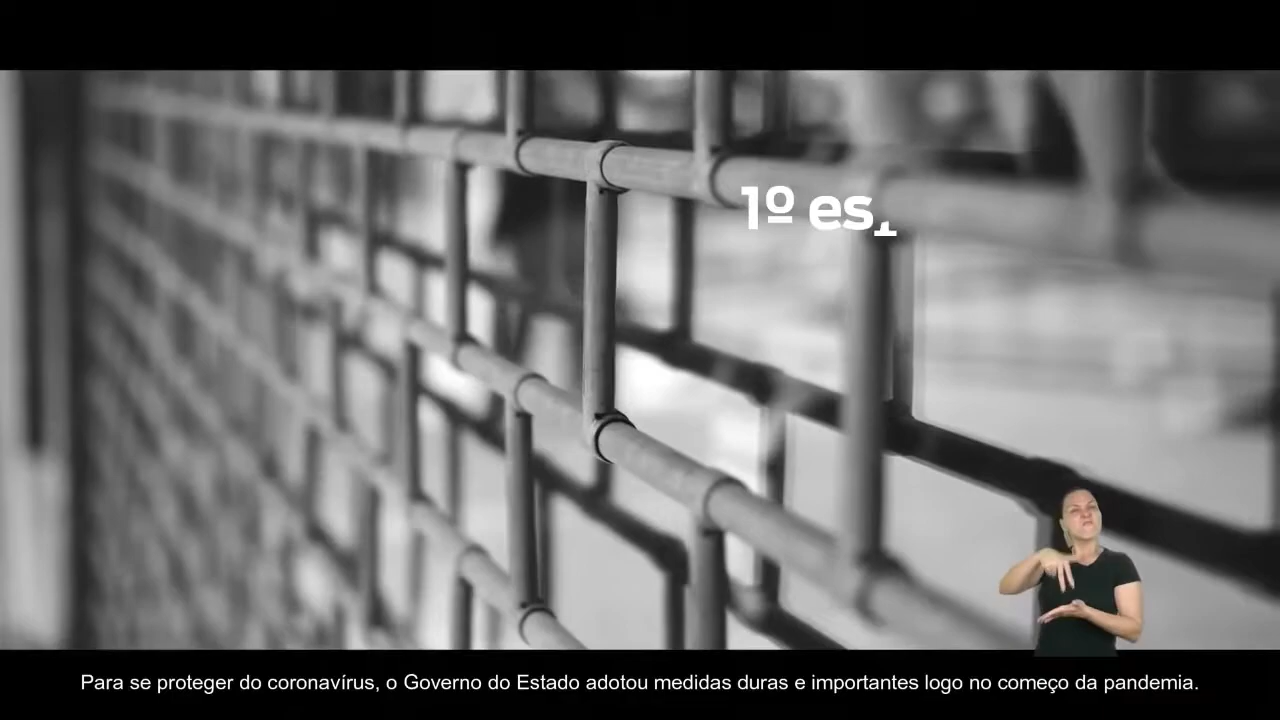 1º es
Para se proteger do coronavírus, o Governo do Estado adotou medidas duras e importantes logo no começo da pandemia.